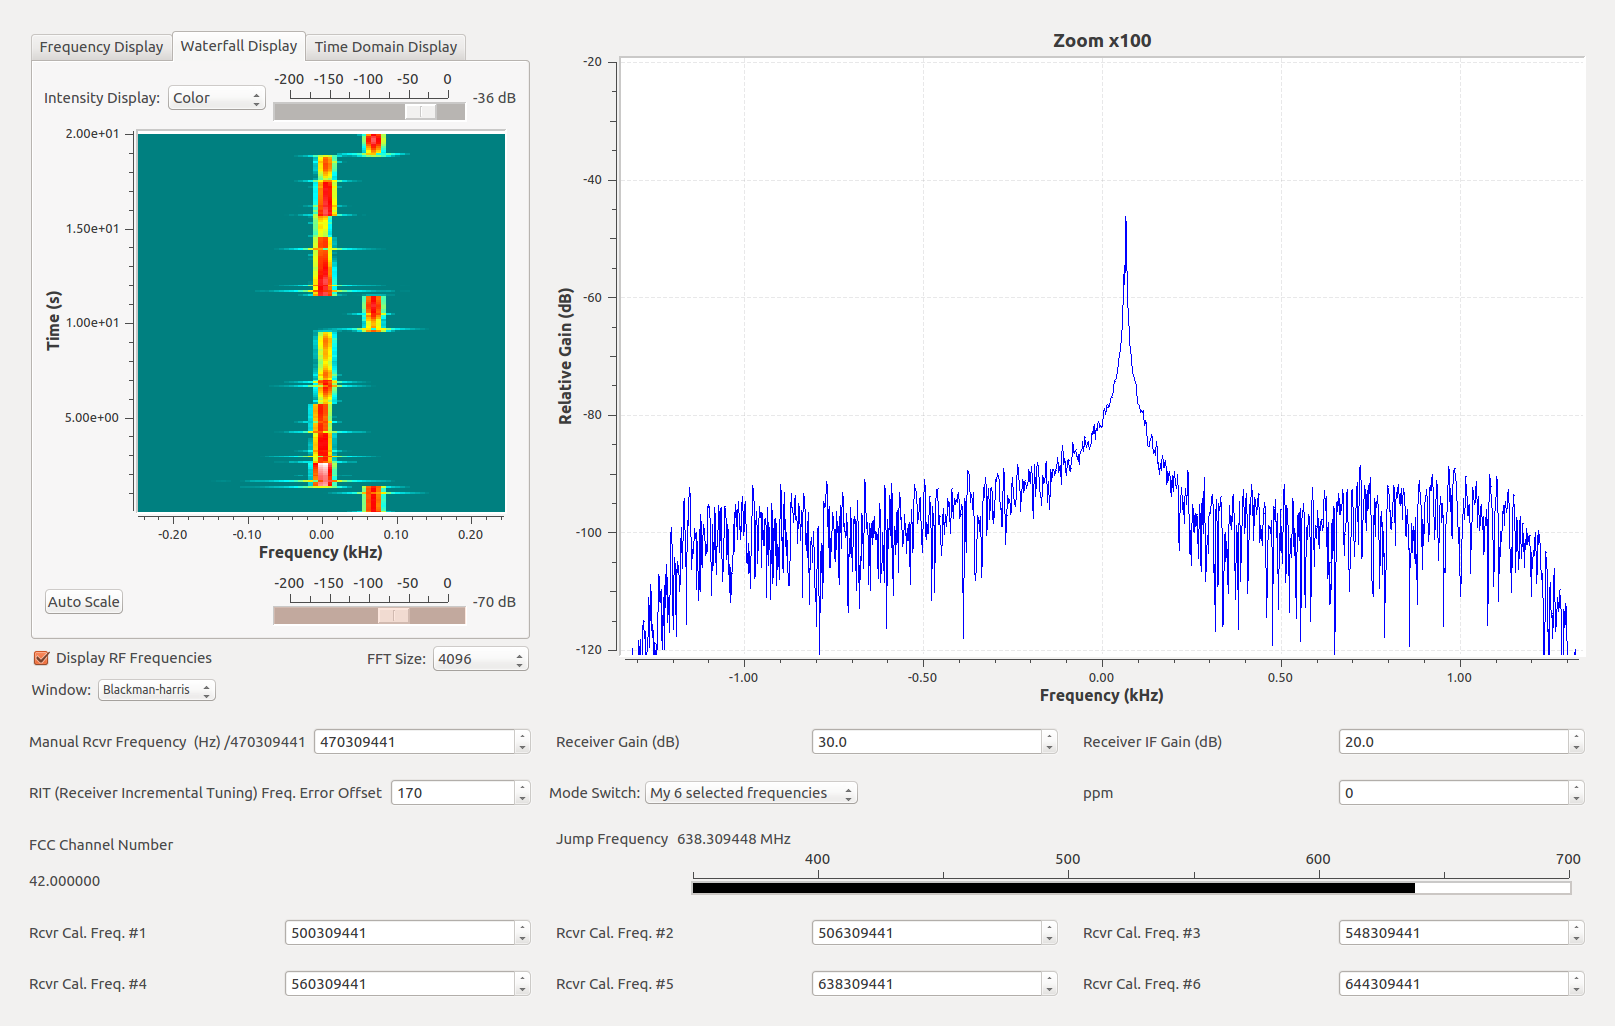 Frequency Display
Waterfall Display
Time Domain Display
Intensity Display: Color
-200 -150 -100 -50 0
-36 dB
2.00e+01
1.50e+01
1.00e+01
5.00e+00
Time (s)
-0.20 -0.10 0.00 0.10 0.20
Frequency (kHz)
Auto Scale
-200 -150 -100 -50 0
-70 dB
Display RF Frequencies
FFT Size: 4096
Window: Blackman-harris
Zoom x100
-20
-40
-60
-80
-100
-120
Relative Gain (dB)
-1.00 -0.50 0.00 0.50 1.00
Frequency (kHz)
Manual Rcvr Frequency (Hz) /470309441 470309441
Receiver Gain (dB) 30.0
Receiver IF Gain (dB) 20.0
RIT (Receiver Incremental Tuning) Freq. Error Offset 170
Mode Switch: My 6 selected frequencies
ppm 0
FCC Channel Number
42.000000
Jump Frequency 638.309448 MHz
400 500 600 700
Rcvr Cal. Freq. #1 500309441
Rcvr Cal. Freq. #2 506309441
Rcvr Cal. Freq. #3 548309441
Rcvr Cal. Freq. #4 560309441
Rcvr Cal. Freq. #5 638309441
Rcvr Cal. Freq. #6 644309441